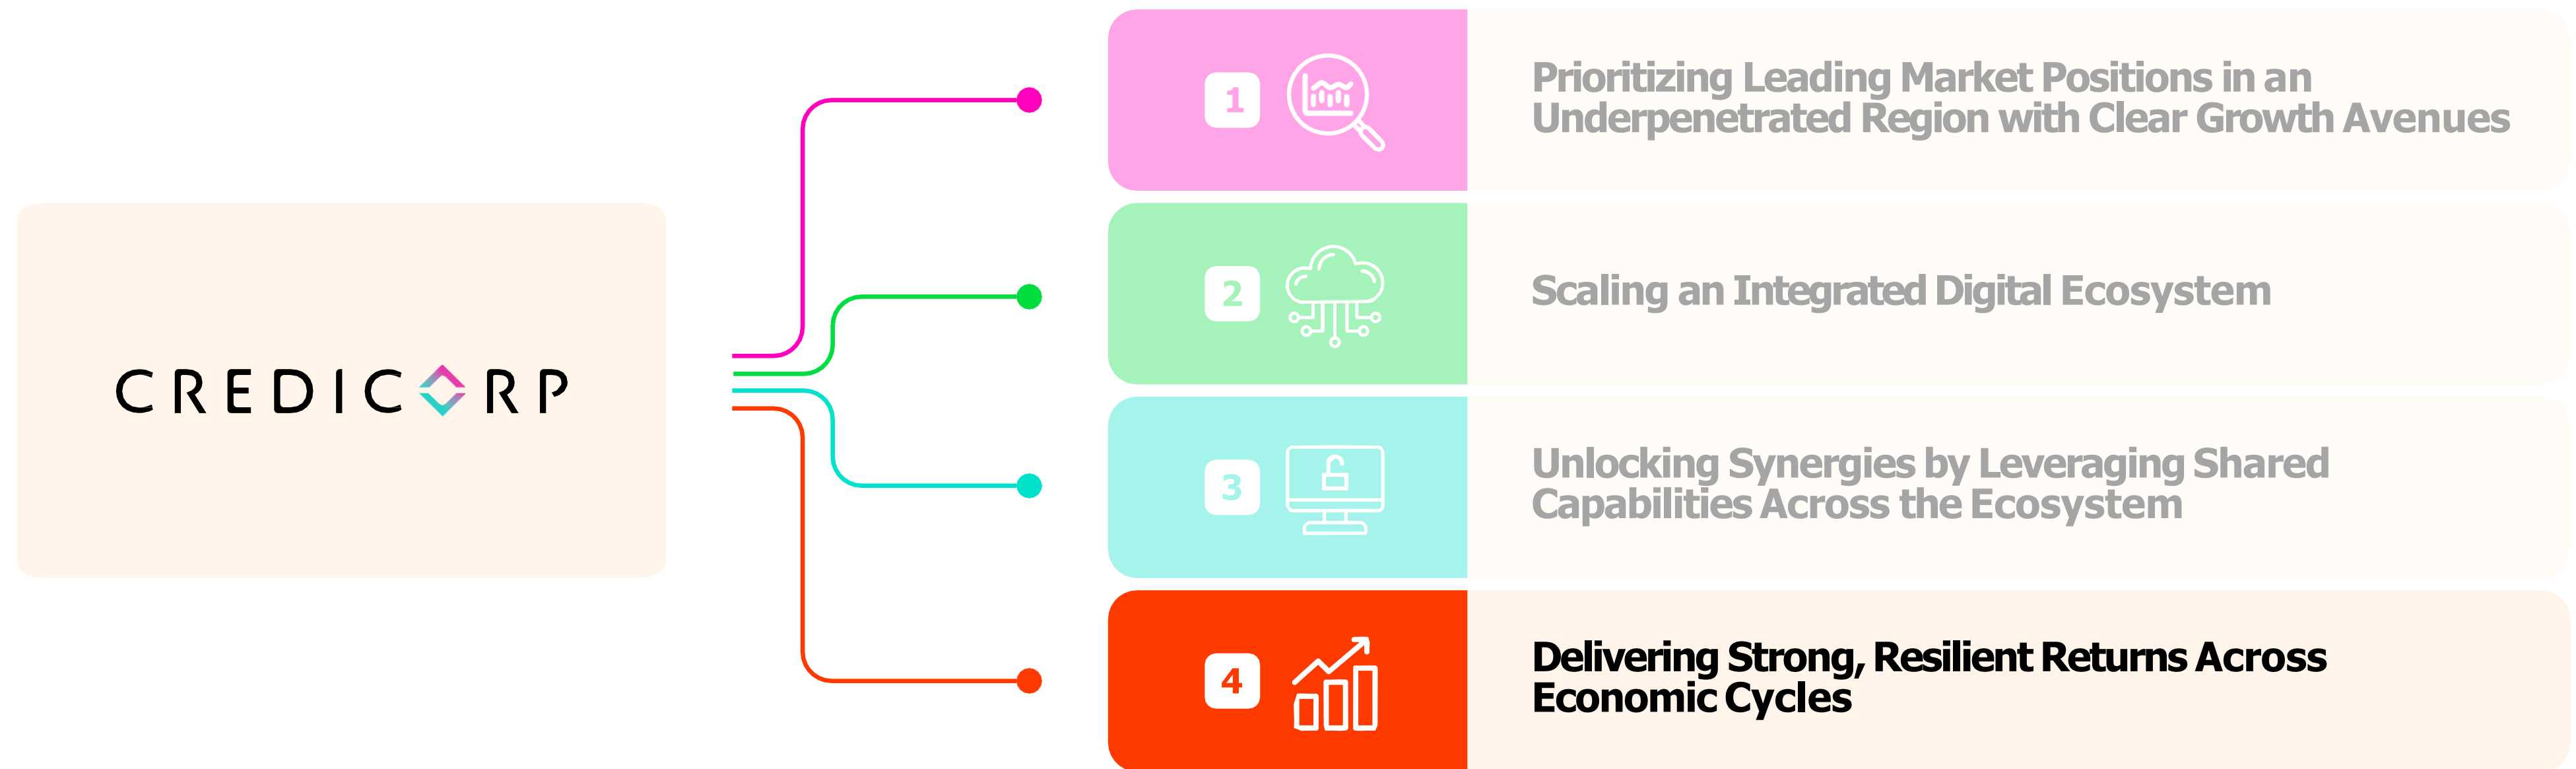 CREDICORP
1
Prioritizing Leading Market Positions in an
Underpenetrated Region with Clear Growth Avenues
2
Scaling an Integrated Digital Ecosystem
3
Unlocking Synergies by Leveraging Shared
Capabilities Across the Ecosystem
4
Delivering Strong, Resilient Returns Across
Economic Cycles